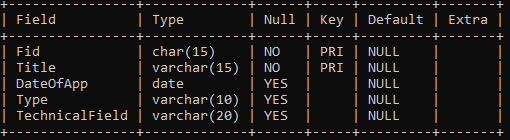 +----------------+-------------+------+-----+---------+-------+
| Field          | Type        | Null | Key | Default | Extra |
+----------------+-------------+------+-----+---------+-------+
| Fid            | char(15)    | NO   | PRI | NULL    |       |
| Title          | varchar(15) | NO   | PRI | NULL    |       |
| DateOfApp      | date        | YES  |     | NULL    |       |
| Type           | varchar(10) | YES  |     | NULL    |       |
| TechnicalField | varchar(20) | YES  |     | NULL    |       |
+----------------+-------------+------+-----+---------+-------+